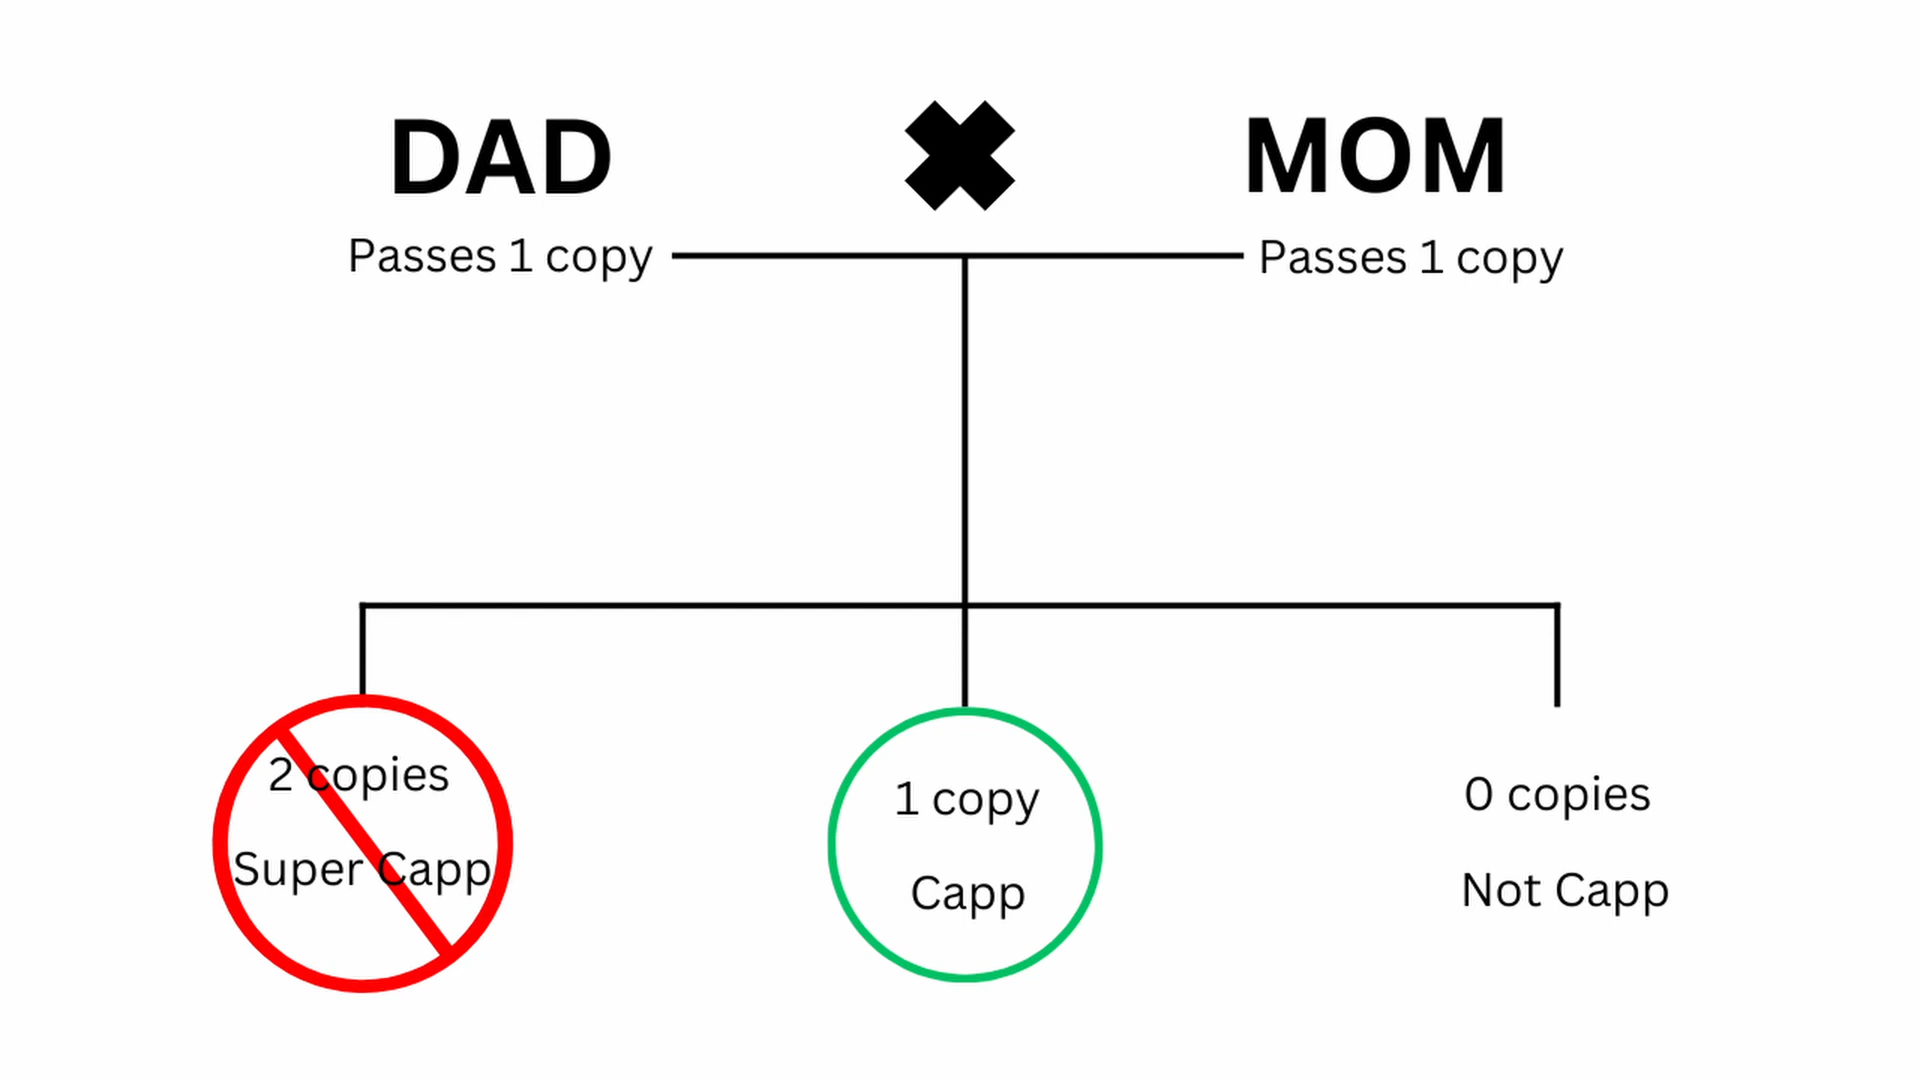 DAD
MOM
Passes 1 copy
Passes 1 copy
2 copies
Super Capp
1 copy
Capp
0 copies
Not Capp